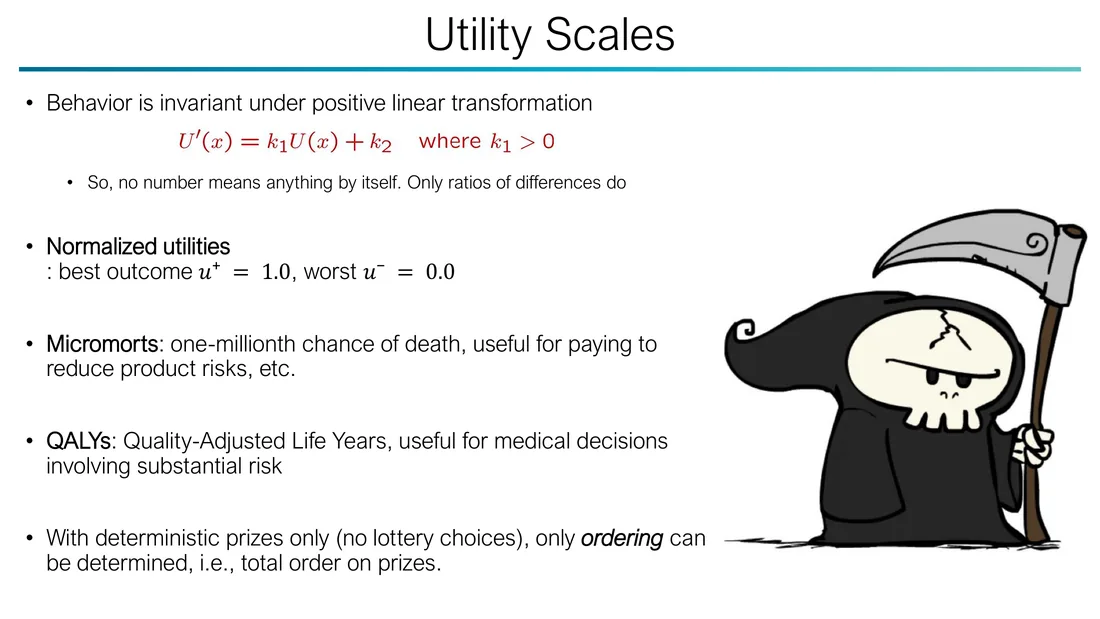 Utility Scales
• Behavior is invariant under positive linear transformation
U′(x) = k₁U(x) + k₂ where k₁ > 0
• So, no number means anything by itself. Only ratios of differences do
• Normalized utilities
: best outcome u⁺ = 1.0, worst u⁻ = 0.0
• Micromorts: one-millionth chance of death, useful for paying to
reduce product risks, etc.
• QALYs: Quality-Adjusted Life Years, useful for medical decisions
involving substantial risk
• With deterministic prizes only (no lottery choices), only ordering can
be determined, i.e., total order on prizes.